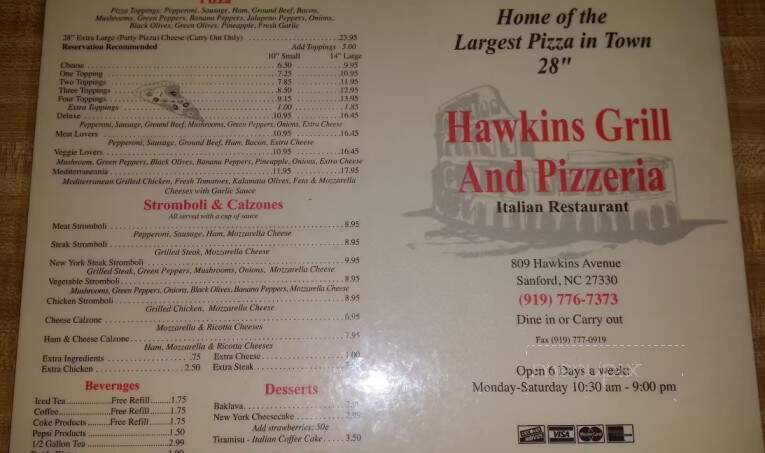 Pizza
Pizza Toppings: Pepperoni, Sausage, Ham, Ground Beef, Bacon,
Mushrooms, Green Peppers, Banana Peppers, Jalapeno Peppers, Onions,
Black Olives, Green Olives, Pineapple, Fresh Garlic
28" Extra Large (Party Pizza) Cheese (Carry Out Only) 23.95
Reservation Recommended Add Toppings 3.00
10" Small 14" Large
Cheese 6.50 9.95
One Topping 7.25 10.95
Two Toppings 7.85 11.95
Three Toppings 8.50 12.95
Four Toppings 9.15 13.95
Extra Toppings 1.00 1.85
Deluxe 10.95 16.45
Pepperoni, Sausage, Ground Beef, Mushrooms, Green Peppers, Onions, Extra Cheese
Meat Lovers 10.95 16.45
Pepperoni, Sausage, Ground Beef, Ham, Bacon, Extra Cheese
Veggie Lovers 10.95 16.45
Mushroom, Green Peppers, Black Olives, Banana Peppers, Pineapple, Onions, Extra Cheese
Mediterraneania 11.95 17.95
Mediterranean Grilled Chicken, Fresh Tomatoes, Kalamata Olives, Feta & Mozzarella
Cheeses with Garlic Sauce
Stromboli & Calzones
All served with a cup of sauce
Meat Stromboli 8.95
Pepperoni, Sausage, Ham, Mozzarella Cheese
Steak Stromboli 8.95
Grilled Steak, Mozzarella Cheese
New York Steak Stromboli 9.95
Grilled Steak, Green Peppers, Mushrooms, Onions, Mozzarella Cheese
Vegetable Stromboli 8.95
Mushrooms, Green Peppers, Onions, Black Olives, Banana Peppers, Mozzarella Cheese
Chicken Stromboli 8.95
Grilled Chicken, Mozzarella Cheese
Cheese Calzone 6.95
Mozzarella & Ricotta Cheeses
Ham & Cheese Calzone 7.95
Ham, Mozzarella & Ricotta Cheeses
Extra Ingredients .75 Extra Cheese 1.00
Extra Chicken 2.50 Extra Steak
Beverages
Iced Tea Free Refill 1.75
Coffee Free Refill 1.75
Coke Products Free Refill 1.75
Pepsi Products 1.50
1/2 Gallon Tea 2.99
Desserts
Baklava
New York Cheesecake
Add strawberries: 50c
Tiramisu - Italian Coffee Cake 3.50
Home of the
Largest Pizza in Town
28"
Hawkins Grill
And Pizzeria
Italian Restaurant
809 Hawkins Avenue
Sanford, NC 27330
(919) 776-7373
Dine in or Carry out
Fax (919) 777-0919
Open 6 Days a week:
Monday-Saturday 10:30 am - 9:00 pm
VISA